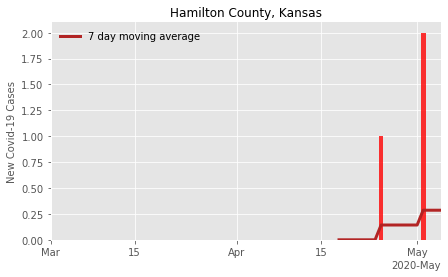 Hamilton County, Kansas
7 day moving average
New Covid-19 Cases
2.00
1.75
1.50
1.25
1.00
0.75
0.50
0.25
0.00
Mar
15
Apr
15
May
2020-May